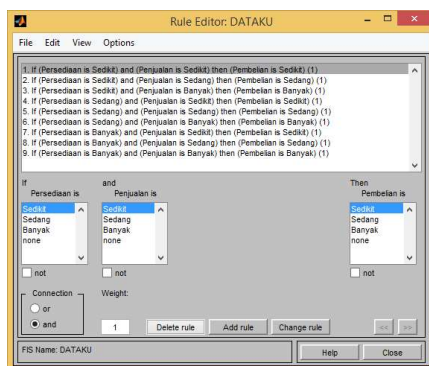 Rule Editor: DATAKU
File Edit View Options
1. If (Persediaan is Sedikit) and (Penjualan is Sedikit) then (Pembelian is Sedikit) (1)
2. If (Persediaan is Sedikit) and (Penjualan is Sedang) then (Pembelian is Sedang) (1)
3. If (Persediaan is Sedikit) and (Penjualan is Banyak) then (Pembelian is Banyak) (1)
4. If (Persediaan is Sedang) and (Penjualan is Sedikit) then (Pembelian is Sedikit) (1)
5. If (Persediaan is Sedang) and (Penjualan is Sedang) then (Pembelian is Sedang) (1)
6. If (Persediaan is Sedang) and (Penjualan is Banyak) then (Pembelian is Banyak) (1)
7. If (Persediaan is Banyak) and (Penjualan is Sedikit) then (Pembelian is Sedikit) (1)
8. If (Persediaan is Banyak) and (Penjualan is Sedang) then (Pembelian is Sedang) (1)
9. If (Persediaan is Banyak) and (Penjualan is Banyak) then (Pembelian is Banyak) (1)
If and Then
Persediaan is Penjualan is Pembelian is
Sedikit Sedikit Sedikit
Sedang Sedang Sedang
Banyak Banyak Banyak
none none none
not not not
Connection Weight:
or
and 1 Delete rule Add rule Change rule << >>
FIS Name: DATAKU Help Close